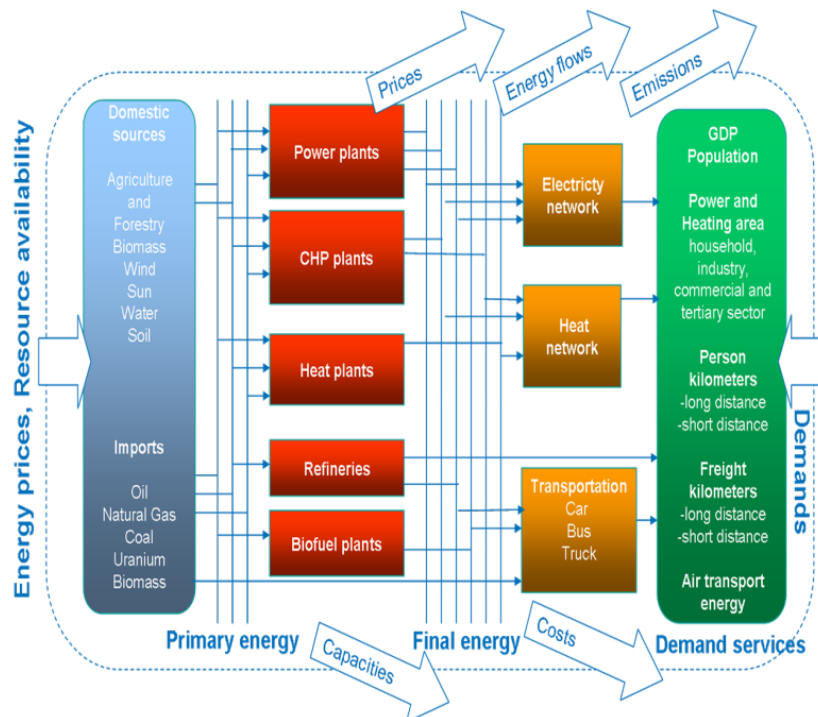 Prices
Energy flows
Emissions
Energy prices, Resource availability
Domestic
sources
Agriculture
and
Forestry
Biomass
Wind
Sun
Water
Soil
Imports
Oil
Natural Gas
Coal
Uranium
Biomass
Power plants
CHP plants
Heat plants
Refineries
Biofuel plants
Electricty
network
Heat
network
Transportation
Car
Bus
Truck
GDP
Population
Power and
Heating area
household,
industry,
commercial and
tertiary sector
Person
kilometers
-long distance
-short distance
Freight
kilometers
-long distance
-short distance
Air transport
energy
Demands
Primary energy
Final energy
Demand services
Capacities
Costs